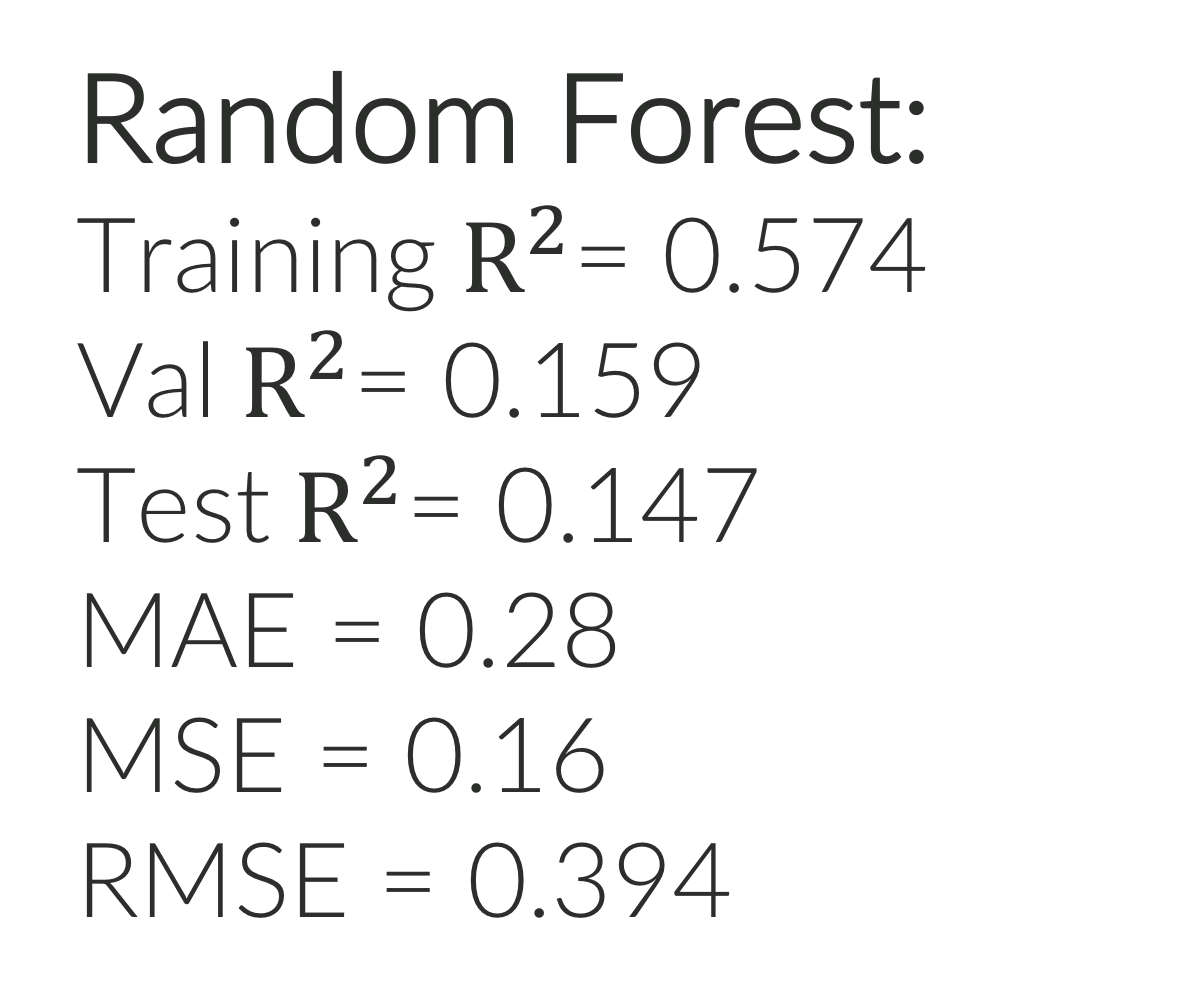 Random Forest:
Training R²= 0.574
Val R²= 0.159
Test R²= 0.147
MAE = 0.28
MSE = 0.16
RMSE = 0.394